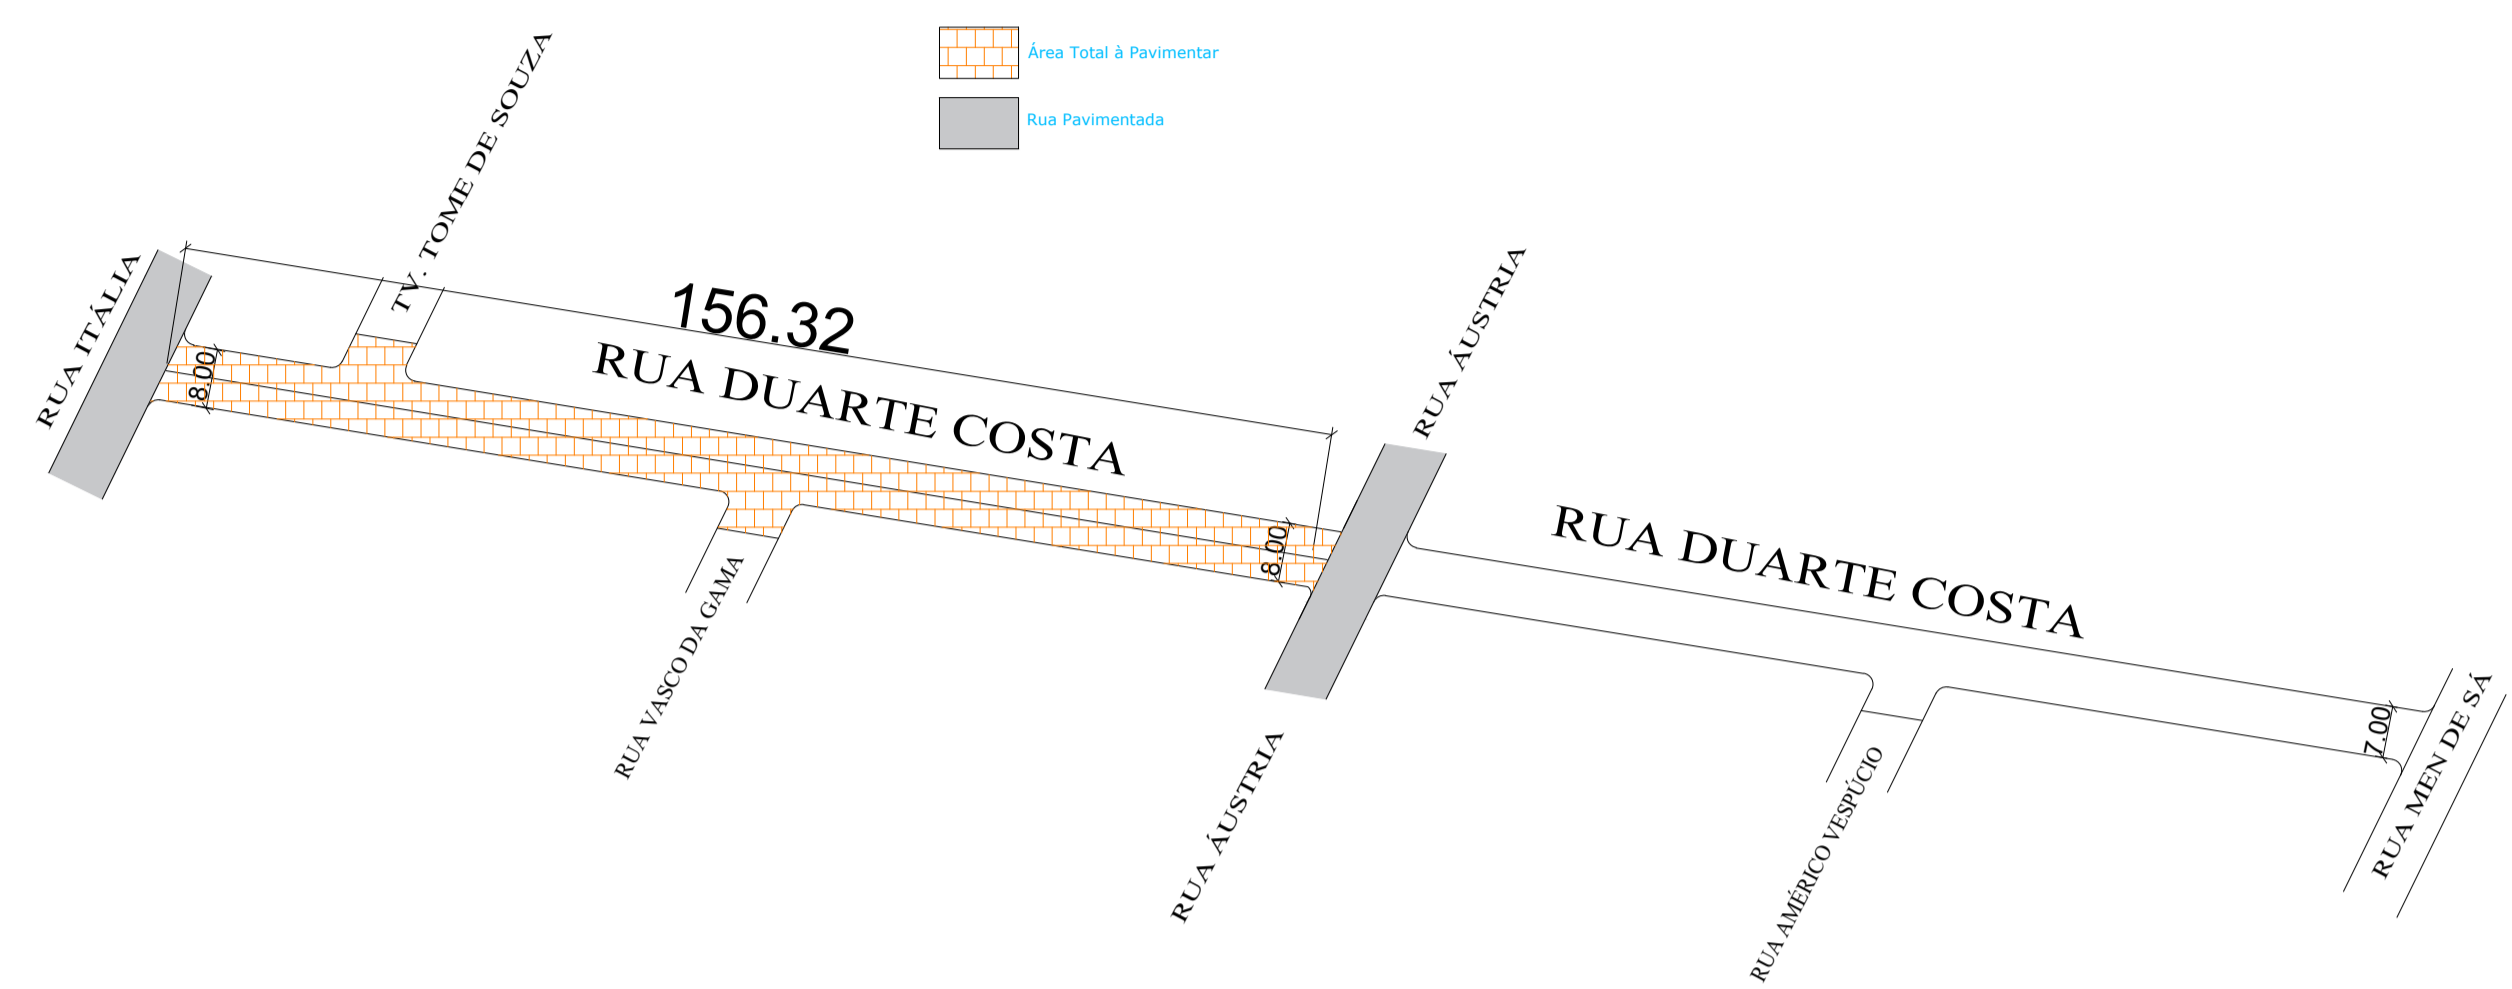 Área Total à Pavimentar
Rua Pavimentada
TV. TOME DE SOUZA
RUA ITÁLIA
156.32
RUA DUARTE COSTA
8.00
RUA ÁUSTRIA
8.00
RUA DUARTE COSTA
RUA VASCO DA GAMA
RUA ÁUSTRIA
7.00
RUA MEN DE SÁ
RUA AMÉRICO VESPÚCIO